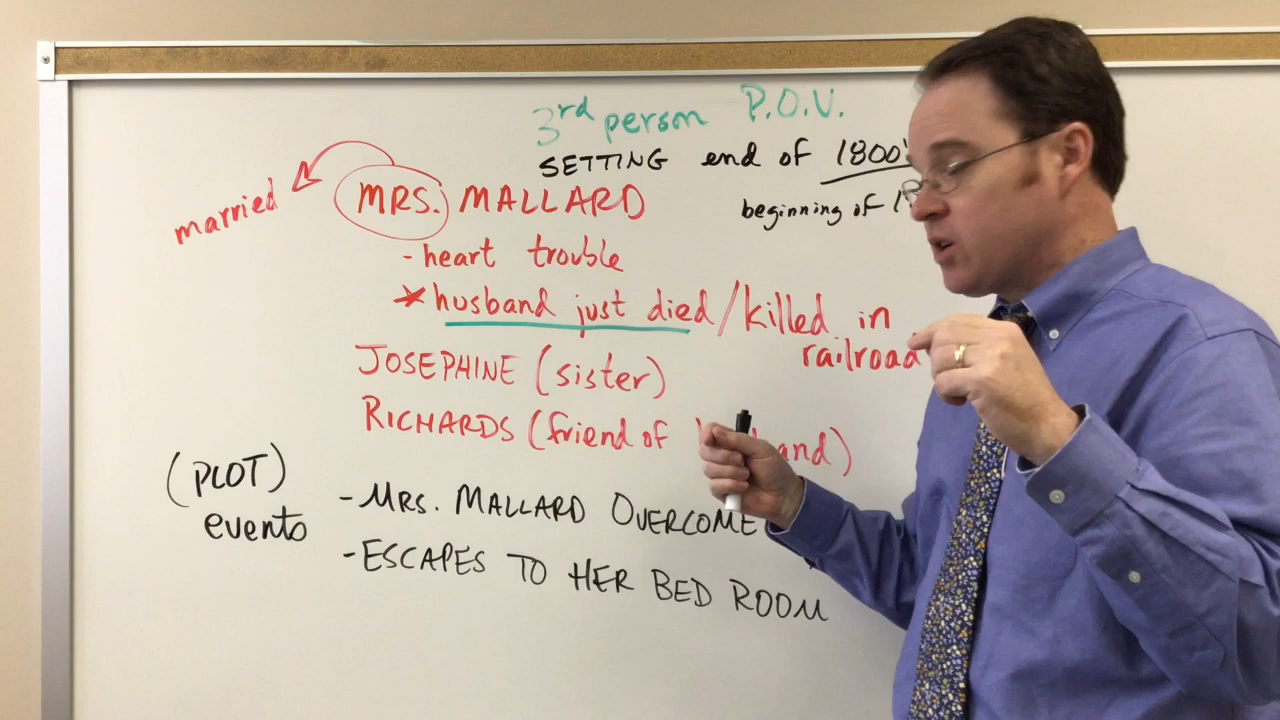 3rd person P.O.V.
SETTING end of 1800's
beginning of
married
MRS. MALLARD
- heart trouble
* husband just died/killed in
railroad
JOSEPHINE (sister)
RICHARDS (friend of
(PLOT)
events
- MRS. MALLARD OVERCOME
- ESCAPES TO HER BED ROOM